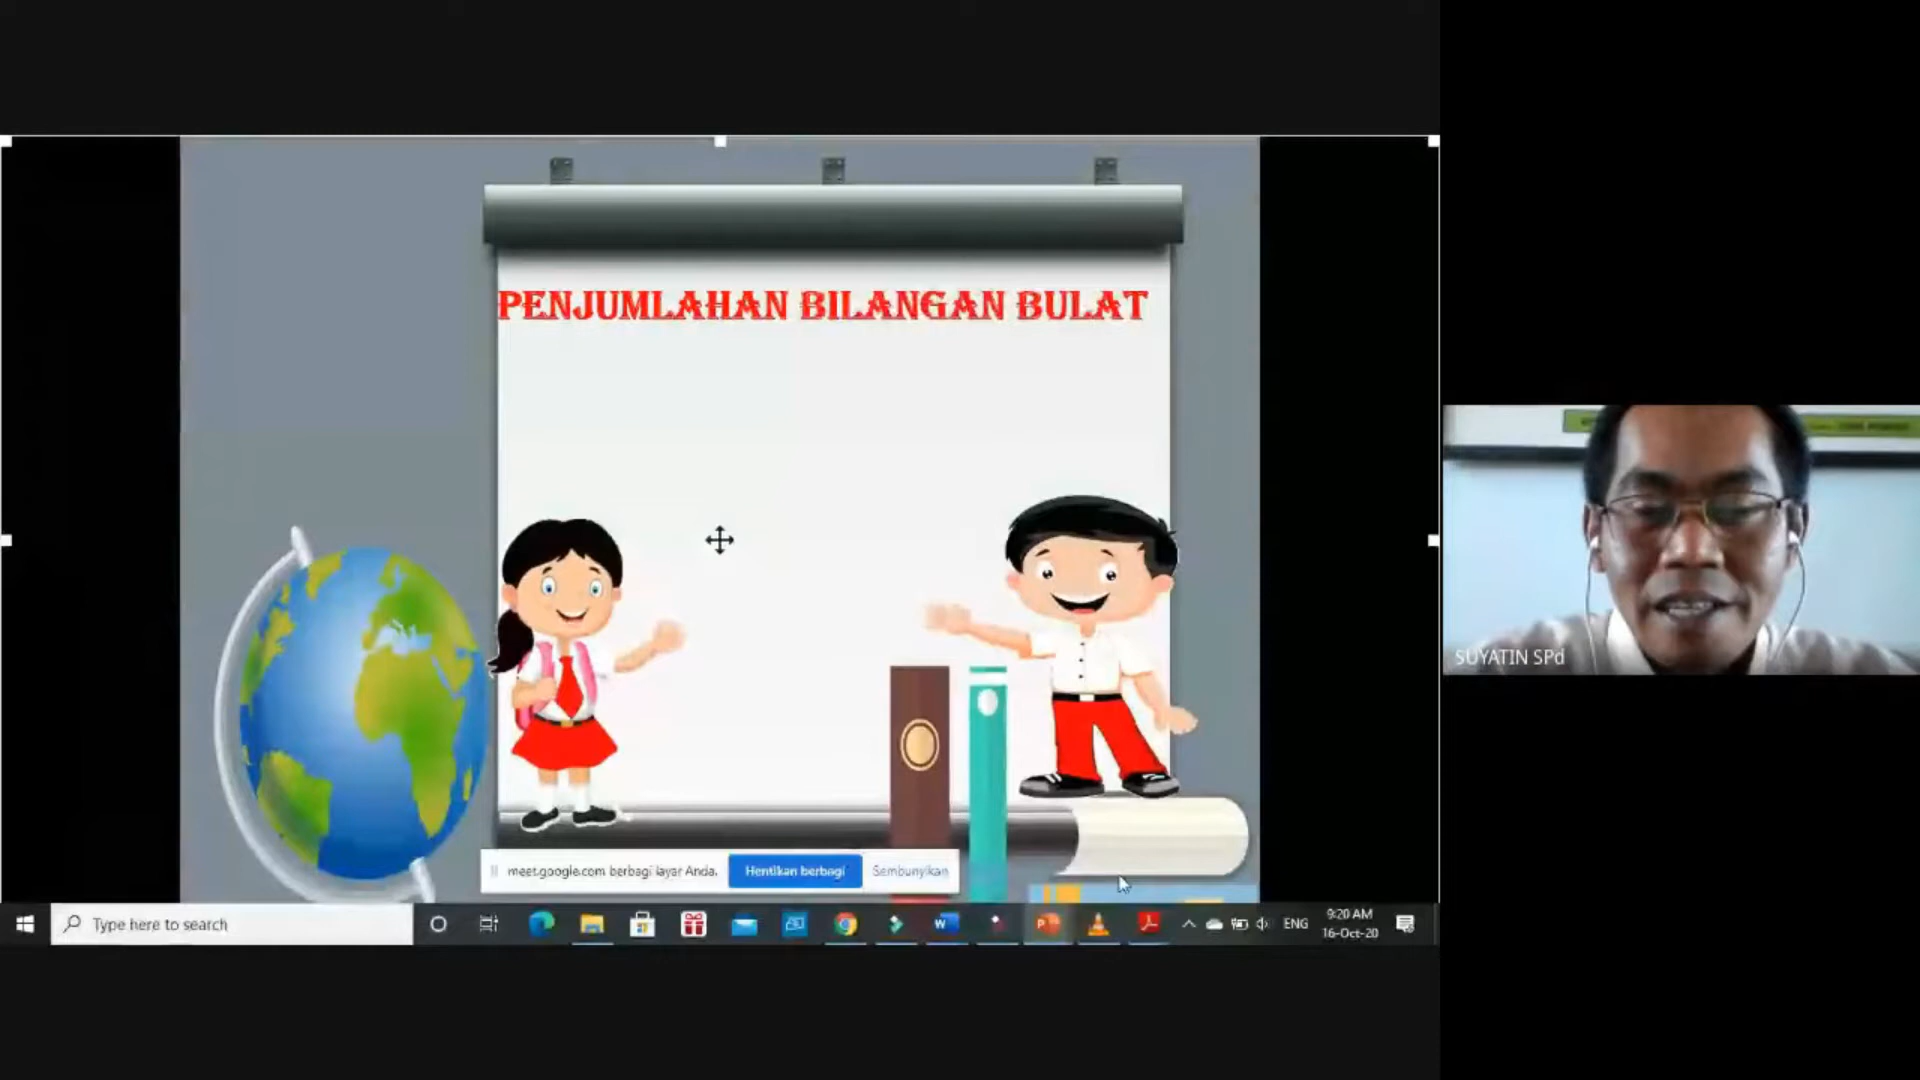 PENJUMLAHAN BILANGAN BULAT
SUYATIN SPd
meet.google.com berbagi layar Anda.
Hentikan berbagi
Sembunyikan
Type here to search
ENG
9:20 AM
16-Oct-20